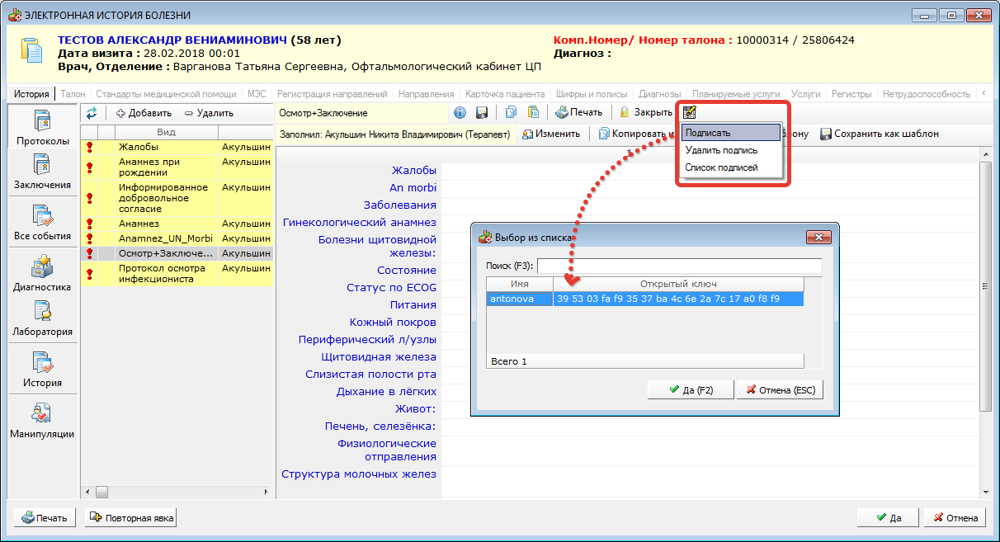 ЭЛЕКТРОННАЯ ИСТОРИЯ БОЛЕЗНИ
ТЕСТОВ АЛЕКСАНДР ВЕНИАМИНОВИЧ (58 лет)
Дата визита : 28.02.2018 00:01
Врач, Отделение : Варганова Татьяна Сергеевна, Офтальмологический кабинет ЦП
Комп.Номер/ Номер талона : 10000314 / 25806424
Диагноз :
История Талон Стандарты медицинской помощи МЭС Регистрация направлений Направления Карточка пациента Шифры и полисы Диагнозы Планируемые услуги Услуги Регистры Нетрудоспособность
Протоколы
Заключения
Все события
Диагностика
Лаборатория
История
Манипуляции
Добавить Удалить
Вид
Жалобы Акульшин
Анамнез при рождении Акульшин
Информированное добровольное согласие Акульшин
Анамнез Акульшин
Anamnez_UN_Morbi Акульшин
Осмотр+Заключе... Акульшин
Протокол осмотра инфекциониста Акульшин
Осмотр+Заключение Печать Закрыть
Заполнил: Акульшин Никита Владимирович (Терапевт) Изменить Копировать Сохранить как шаблон
Подписать
Удалить подпись
Список подписей
1
Жалобы
An morbi
Заболевания
Гинекологический анамнез
Болезни щитовидной
железы:
Состояние
Статус по ECOG
Питания
Кожный покров
Периферический л/узлы
Щитовидная железа
Слизистая полости рта
Дыхание в лёгких
Живот:
Печень, селезёнка:
Физиологические
отправления
Структура молочных желез
Выбор из списка
Поиск (F3):
Имя Открытый ключ
antonova 39 53 03 fa f9 35 37 ba 4c 6e 2a 7c 17 a0 f8 f9
Всего 1
Да (F2) Отмена (ESC)
Печать Повторная явка Да Отмена